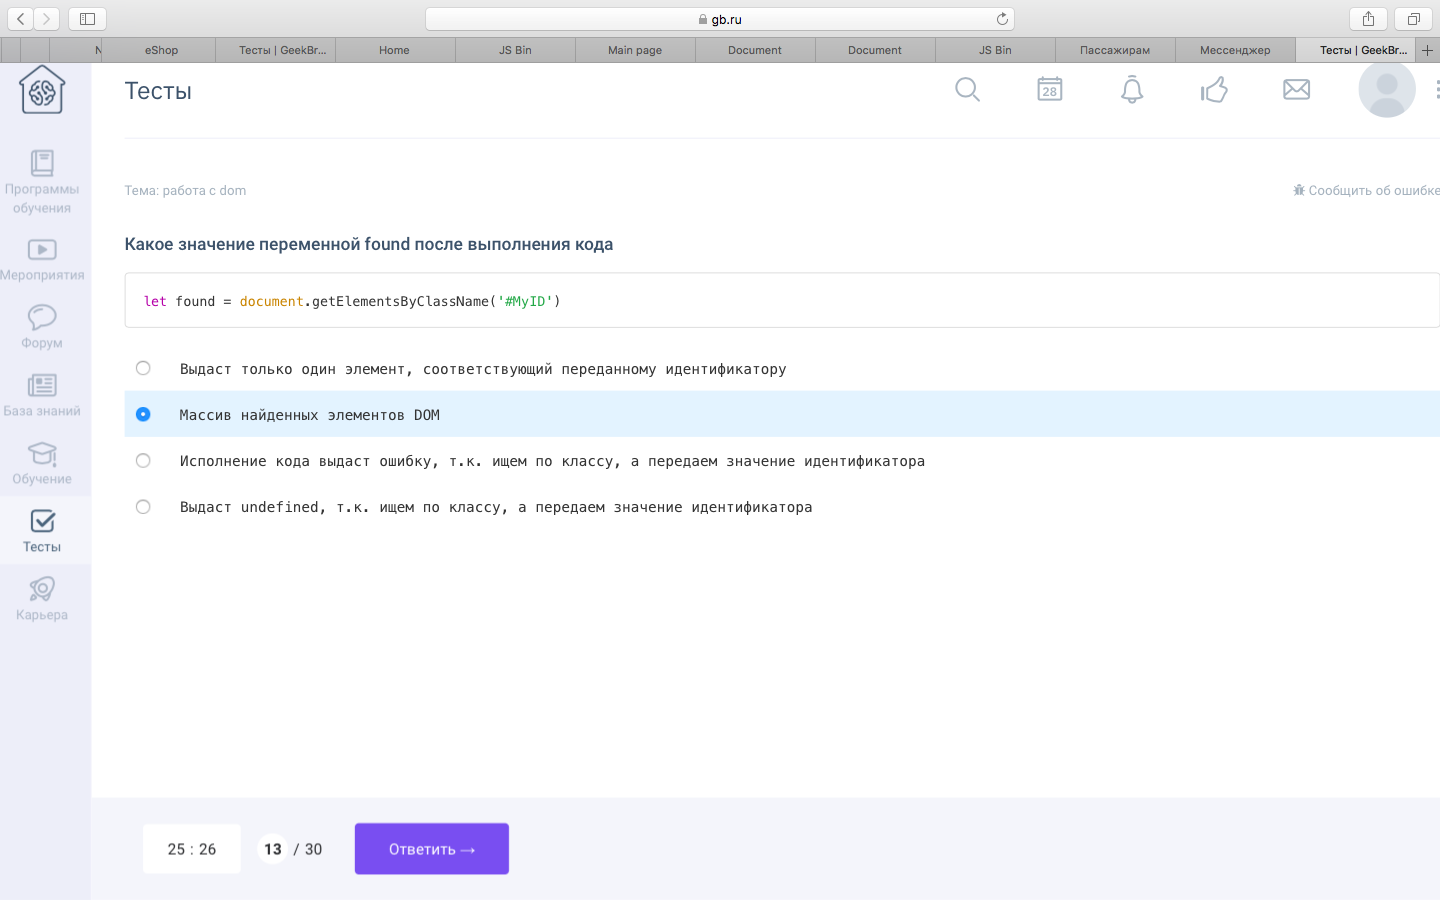 gb.ru
N
eShop
Тесты | GeekBr...
Home
JS Bin
Main page
Document
Document
JS Bin
Пассажирам
Мессенджер
Тесты | GeekBr...
Тесты
28
Программы
обучения
Мероприятия
Форум
База знаний
Обучение
Тесты
Карьера
Тема: работа с dom
Сообщить об ошибке
Какое значение переменной found после выполнения кода
let found = document.getElementsByClassName('#MyID')
Выдаст только один элемент, соответствующий переданному идентификатору
Массив найденных элементов DOM
Исполнение кода выдаст ошибку, т.к. ищем по классу, а передаем значение идентификатора
Выдаст undefined, т.к. ищем по классу, а передаем значение идентификатора
25 : 26
13 / 30
Ответить →